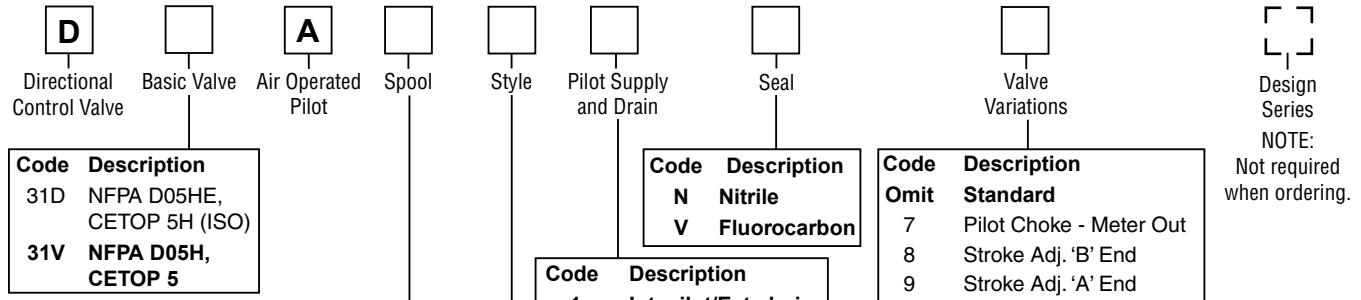 D
A
Directional
Control Valve
Basic Valve
Air Operated
Pilot
Spool
Style
Pilot Supply
and Drain
Seal
Valve
Variations
Design
Series
NOTE:
Not required
when ordering.
Code Description
31D NFPA D05HE,
CETOP 5H (ISO)
31V NFPA D05H,
CETOP 5
Code Description
N Nitrile
V Fluorocarbon
Code Description
Omit Standard
7 Pilot Choke - Meter Out
8 Stroke Adj. ‘B’ End
9 Stroke Adj. ‘A’ End
Code Description